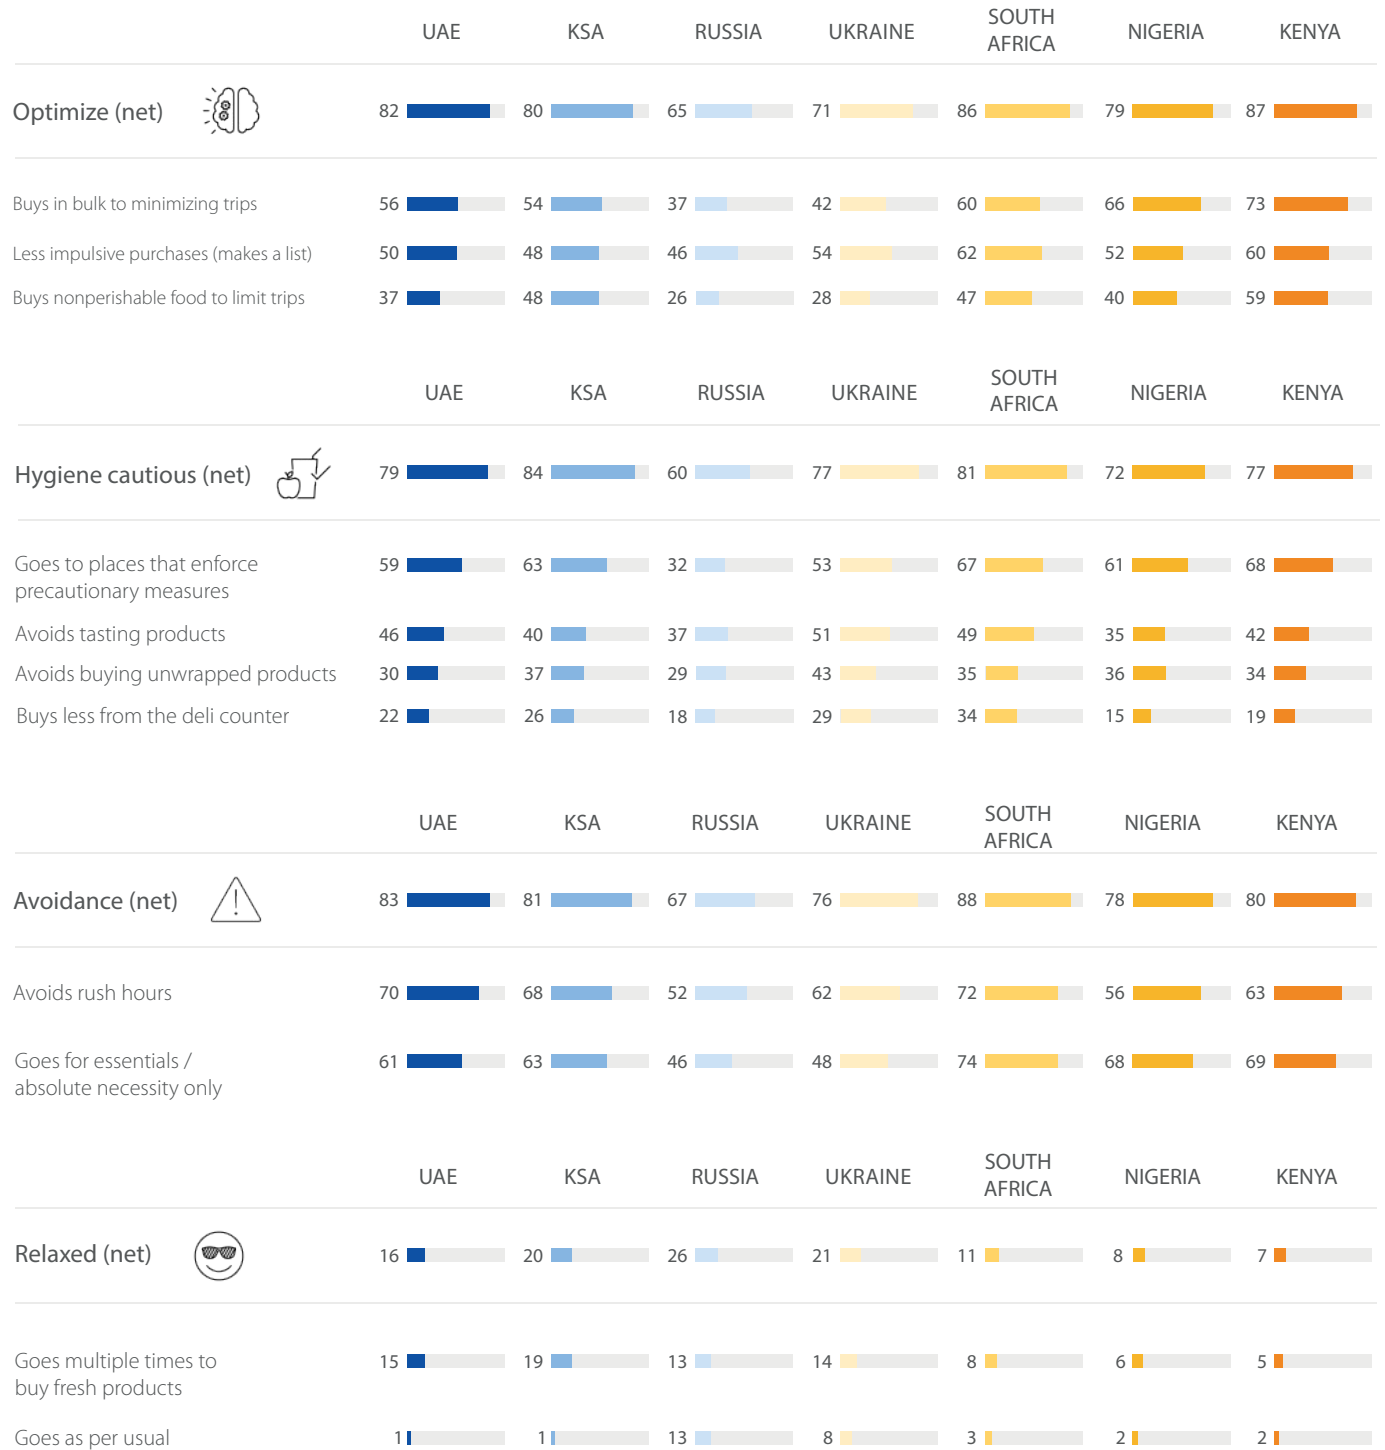 UAE KSA RUSSIA UKRAINE SOUTH AFRICA NIGERIA KENYA
Optimize (net) 82 80 65 71 86 79 87
Buys in bulk to minimizing trips 56 54 37 42 60 66 73
Less impulsive purchases (makes a list) 50 48 46 54 62 52 60
Buys nonperishable food to limit trips 37 48 26 28 47 40 59
UAE KSA RUSSIA UKRAINE SOUTH AFRICA NIGERIA KENYA
Hygiene cautious (net) 79 84 60 77 81 72 77
Goes to places that enforce
precautionary measures 59 63 32 53 67 61 68
Avoids tasting products 46 40 37 51 49 35 42
Avoids buying unwrapped products 30 37 29 43 35 36 34
Buys less from the deli counter 22 26 18 29 34 15 19
UAE KSA RUSSIA UKRAINE SOUTH AFRICA NIGERIA KENYA
Avoidance (net) 83 81 67 76 88 78 80
Avoids rush hours 70 68 52 62 72 56 63
Goes for essentials /
absolute necessity only 61 63 46 48 74 68 69
UAE KSA RUSSIA UKRAINE SOUTH AFRICA NIGERIA KENYA
Relaxed (net) 16 20 26 21 11 8 7
Goes multiple times to
buy fresh products 15 19 13 14 8 6 5
Goes as per usual 1 1 13 8 3 2 2